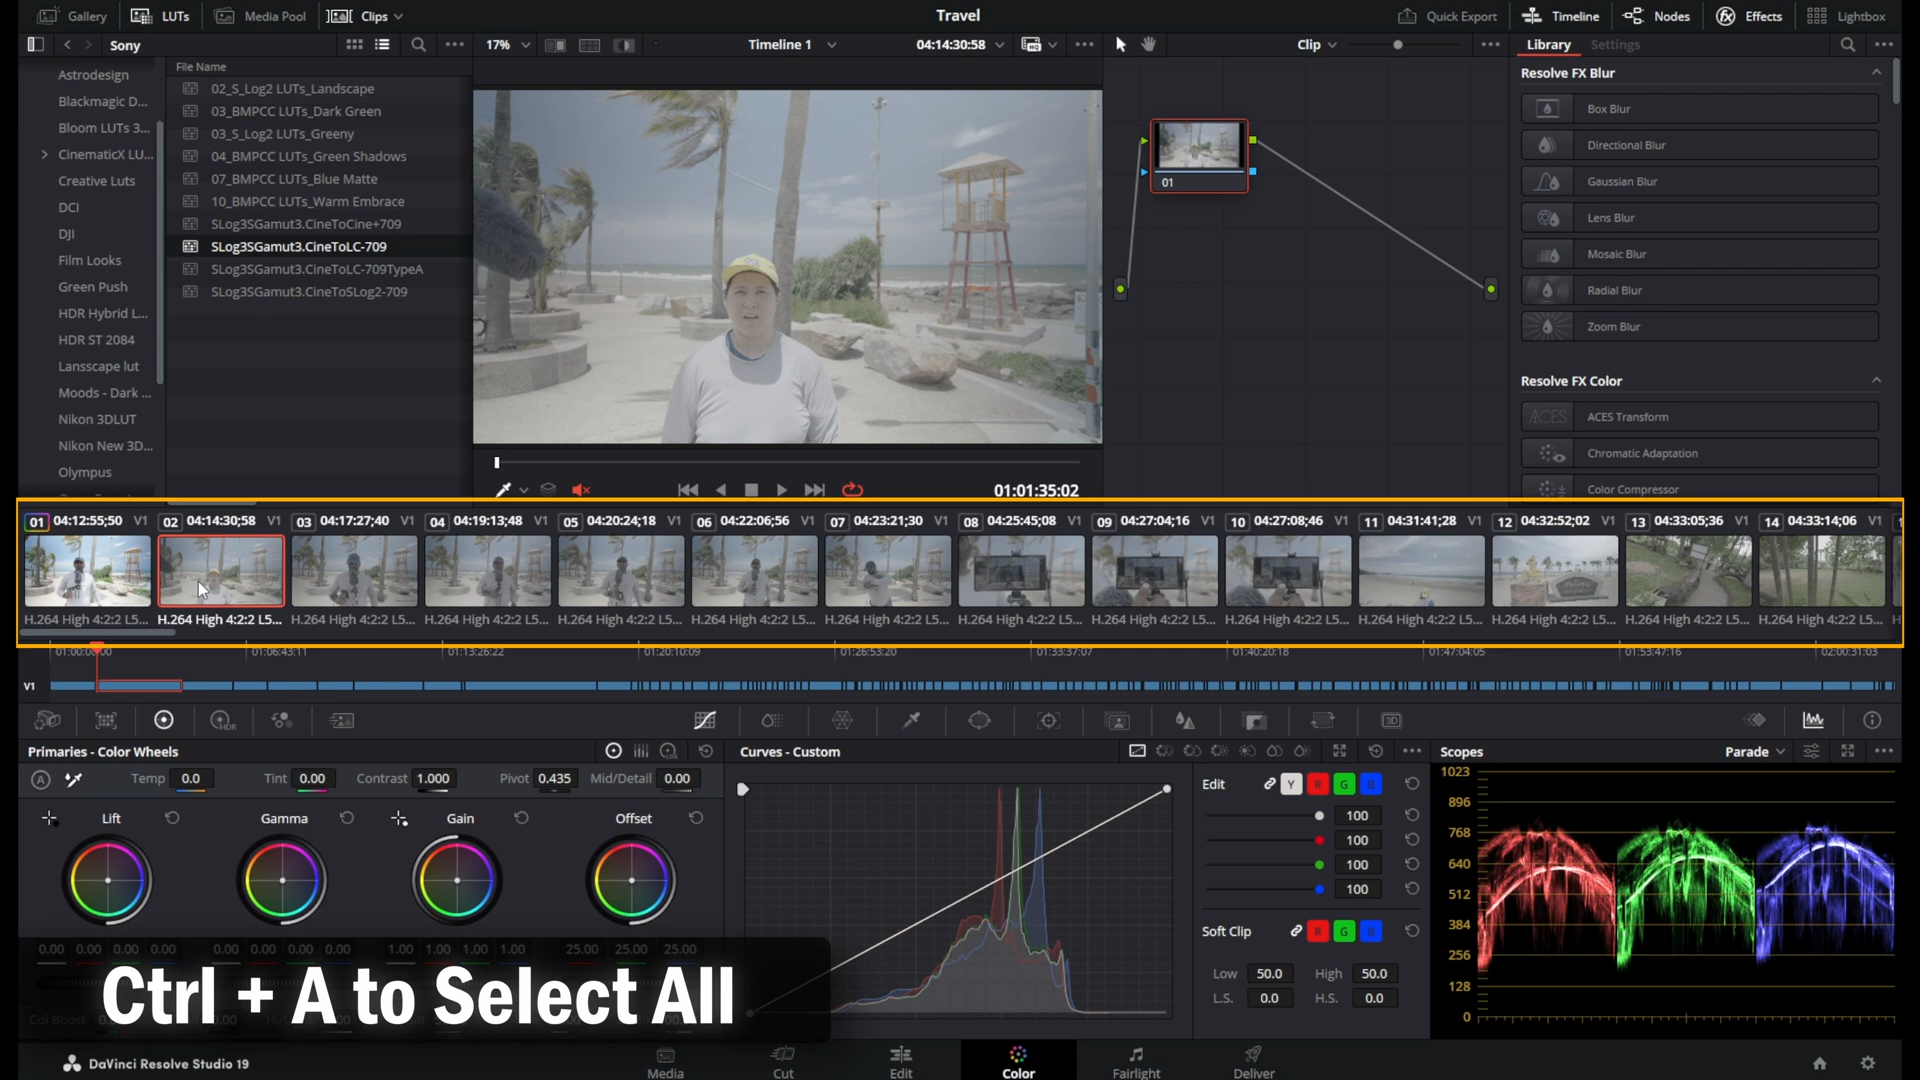 Gallery LUTs Media Pool Clips Travel Quick Export Timeline Nodes Effects Lightbox
Sony 17% Timeline 1 04:14:30:58 Clip Library Settings
File Name
Astrodesign
Blackmagic D...
Bloom LUTs 3...
CinematicX LU...
Creative Luts
DCI
DJI
Film Looks
Green Push
HDR Hybrid L...
HDR ST 2084
Lansscape lut
Moods - Dark ...
Nikon 3DLUT
Nikon New 3D...
Olympus
02_S_Log2 LUTs_Landscape
03_BMPCC LUTs_Dark Green
03_S_Log2 LUTs_Greeny
04_BMPCC LUTs_Green Shadows
07_BMPCC LUTs_Blue Matte
10_BMPCC LUTs_Warm Embrace
SLog3SGamut3.CineToCine+709
SLog3SGamut3.CineToLC-709
SLog3SGamut3.CineToLC-709TypeA
SLog3SGamut3.CineToSLog2-709
01:01:35:02
01
Resolve FX Blur
Box Blur
Directional Blur
Gaussian Blur
Lens Blur
Mosaic Blur
Radial Blur
Zoom Blur
Resolve FX Color
ACES ACES Transform
Chromatic Adaptation
Color Compressor
01 04:12:55;50 V1 02 04:14:30;58 V1 03 04:17:27;40 V1 04 04:19:13;48 V1 05 04:20:24;18 V1 06 04:22:06;56 V1 07 04:23:21;30 V1 08 04:25:45;08 V1 09 04:27:04;16 V1 10 04:27:08;46 V1 11 04:31:41;28 V1 12 04:32:52;02 V1 13 04:33:05;36 V1 14 04:33:14;06 V1
H.264 High 4:2:2 L5... H.264 High 4:2:2 L5... H.264 High 4:2:2 L5... H.264 High 4:2:2 L5... H.264 High 4:2:2 L5... H.264 High 4:2:2 L5... H.264 High 4:2:2 L5... H.264 High 4:2:2 L5... H.264 High 4:2:2 L5... H.264 High 4:2:2 L5... H.264 High 4:2:2 L5... H.264 High 4:2:2 L5... H.264 High 4:2:2 L5... H.264 High 4:2:2 L5...
01:00:00:00 01:06:43:11 01:13:26:22 01:20:10:09 01:26:53:20 01:33:37:07 01:40:20:18 01:47:04:05 01:53:47:16 02:00:31:03
V1
HDR 3D
Primaries - Color Wheels
A Temp 0.0 Tint 0.00 Contrast 1.000 Pivot 0.435 Mid/Detail 0.00
Lift Gamma Gain Offset
0.00 0.00 0.00 0.00 0.00 0.00 0.00 0.00 1.00 1.00 1.00 1.00 25.00 25.00 25.00
Col Boost
Ctrl + A to Select All
Curves - Custom
Edit Y R G B
100
100
100
100
Soft Clip R G B
Low 50.0 High 50.0
L.S. 0.0 H.S. 0.0
Scopes Parade
1023
896
768
640
512
384
256
128
0
DaVinci Resolve Studio 19
Media Cut Edit Color Fairlight Deliver